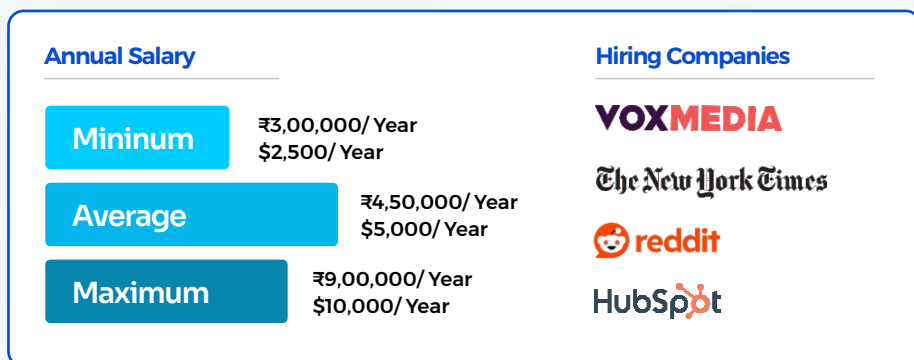 Annual Salary
Mininum
₹3,00,000/ Year
$2,500/ Year
Average
₹4,50,000/ Year
$5,000/ Year
Maximum
₹9,00,000/ Year
$10,000/ Year
Hiring Companies
VOXMEDIA
The New York Times
reddit
HubSpot